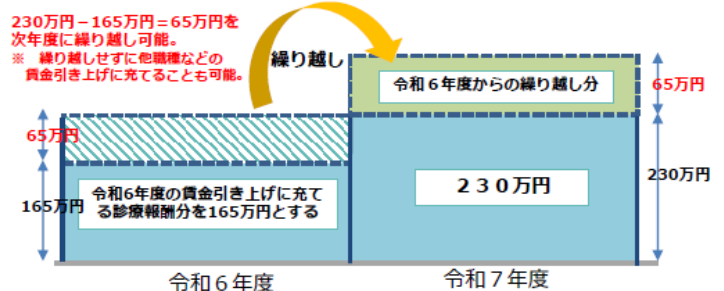 230万円－165万円＝65万円を
次年度に繰り越し可能。
※　繰り越しせずに他職種などの
賃金引き上げに充てることも可能。
繰り越し
令和６年度からの繰り越し分
65万円
65万円
165万円
令和6年度の賃金引き上げに充て
る診療報酬分を165万円とする
２３０万円
230万円
令和６年度
令和７年度